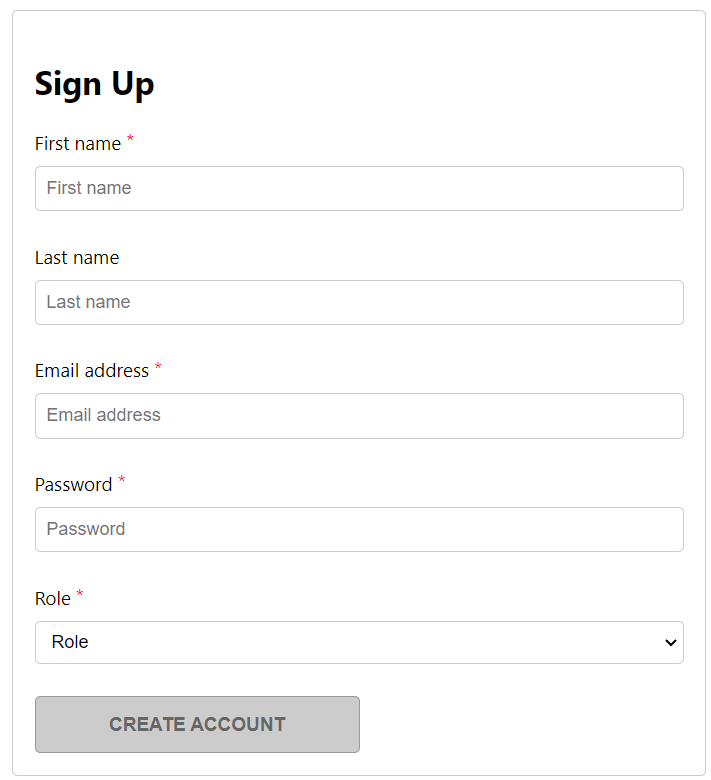 Sign Up
First name *
First name
Last name
Last name
Email address *
Email address
Password *
Password
Role *
Role
CREATE ACCOUNT